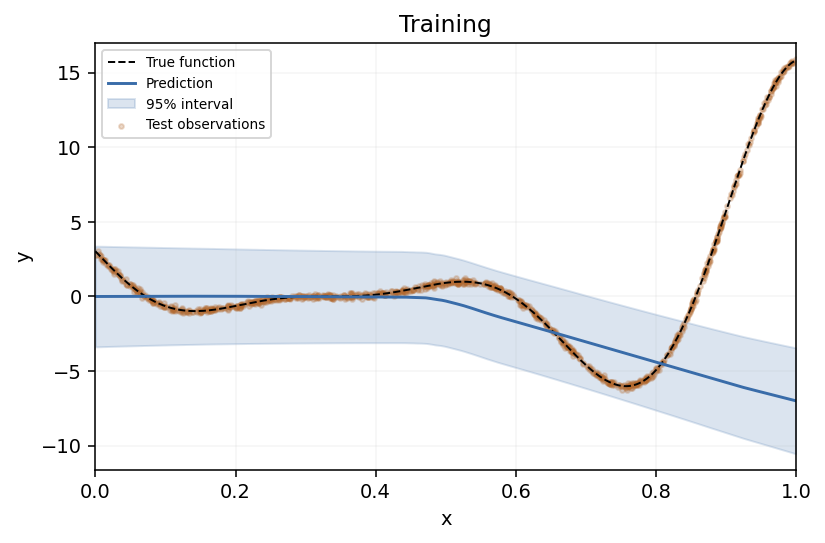 Training
True function
Prediction
95% interval
Test observations
15
10
5
0
−5
−10
y
0.0 0.2 0.4 0.6 0.8 1.0
x